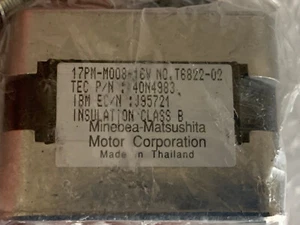 17PM-M008-16V NO.T6822-02
TEC P/N :40N4983.
IBM EC/N :J95721
INSULATION CLASS B
Minebea-Matsushita
Motor Corporation
Made in Thailand